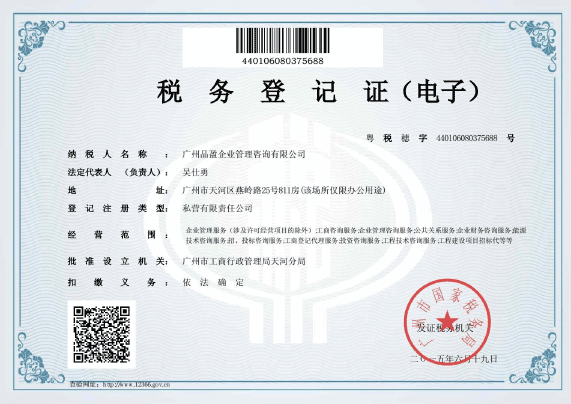 440106080375688
税 务 登 记 证（电子）
粤 税 穗 字 440106080375688 号
纳 税 人 名 称 ： 广州品盈企业管理咨询有限公司
法定代表人 （负责人）： 吴仕勇
地 址： 广州市天河区燕岭路25号811房(该场所仅限办公用途)
登 记 注 册 类 型： 私营有限责任公司
经 营 范 围 ： 企业管理服务（涉及许可经营项目的除外）;工商咨询服务;企业管理咨询服务;公共关系服务;企业财务咨询服务;能源
技术咨询服务;招、投标咨询服务;工商登记代理服务;投资咨询服务;工程技术咨询服务;工程建设项目招标代等等
批 准 设 立 机 关： 广州市工商行政管理局天河分局
扣 缴 义 务 ： 依 法 确 定
广州市国家税务局
发证税务机关
二〇一五年六月十九日
查验网址：http://www.12366.gov.cn